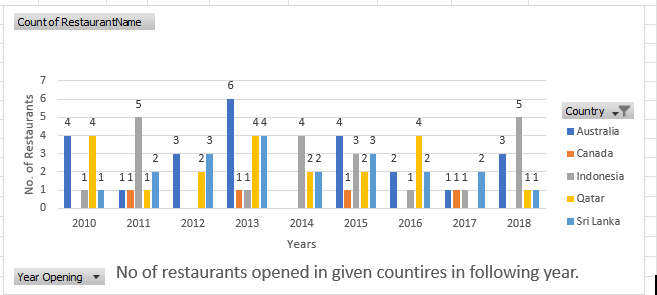 Count of RestaurantName
No. of Restaurants
7
6
5
4
3
2
1
0
4 1 4 1
1 1 5 1 2
3 2 3
6 1 1 4 4
4 2 2
4 1 3 2 3
2 1 4 2
1 1 1 2
3 5 1 1
2010 2011 2012 2013 2014 2015 2016 2017 2018
Years
Country
Australia
Canada
Indonesia
Qatar
Sri Lanka
Year Opening
No of restaurants opened in given countires in following year.